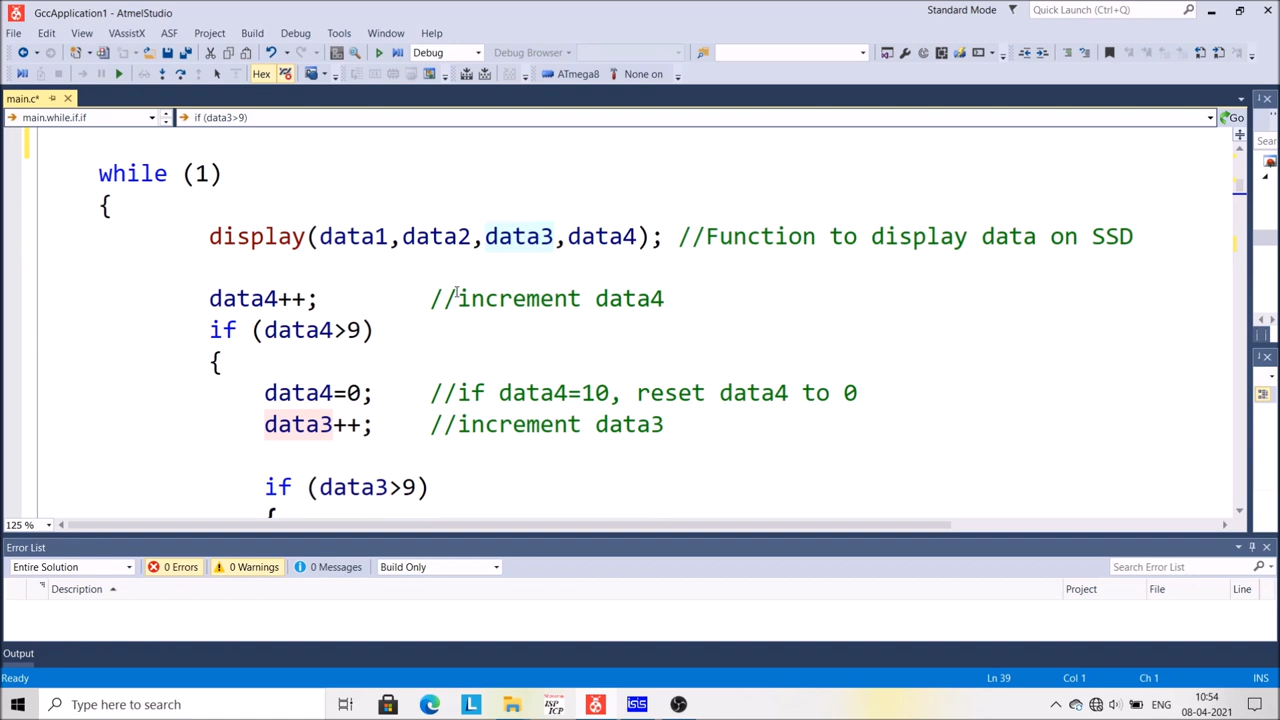 GccApplication1 - AtmelStudio
Standard Mode
Quick Launch (Ctrl+Q)
File Edit View VAssistX ASF Project Build Debug Tools Window Help
Debug
Debug Browser
Hex
ATmega8
None on
main.c*
main.while.if.if
if (data3>9)
Go
Sear
while (1)
{
display(data1,data2,data3,data4); //Function to display data on SSD
data4++; //increment data4
if (data4>9)
{
data4=0; //if data4=10, reset data4 to 0
data3++; //increment data3
if (data3>9)
{
125 %
Error List
Entire Solution
0 Errors
0 Warnings
0 Messages
Build Only
Search Error List
Description
Project
File
Line
Output
Ready
Ln 39
Col 1
Ch 1
INS
Type here to search
L
ISP
TCP
isis
ENG
10:54
08-04-2021